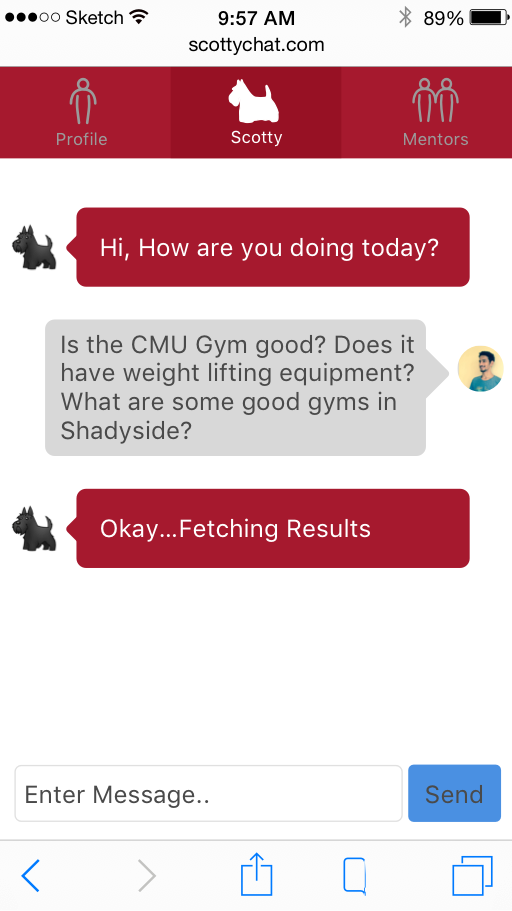 Sketch 9:57 AM 89%
scottychat.com
Profile Scotty Mentors
Hi, How are you doing today?
Is the CMU Gym good? Does it
have weight lifting equipment?
What are some good gyms in
Shadyside?
Okay...Fetching Results
Enter Message.. Send